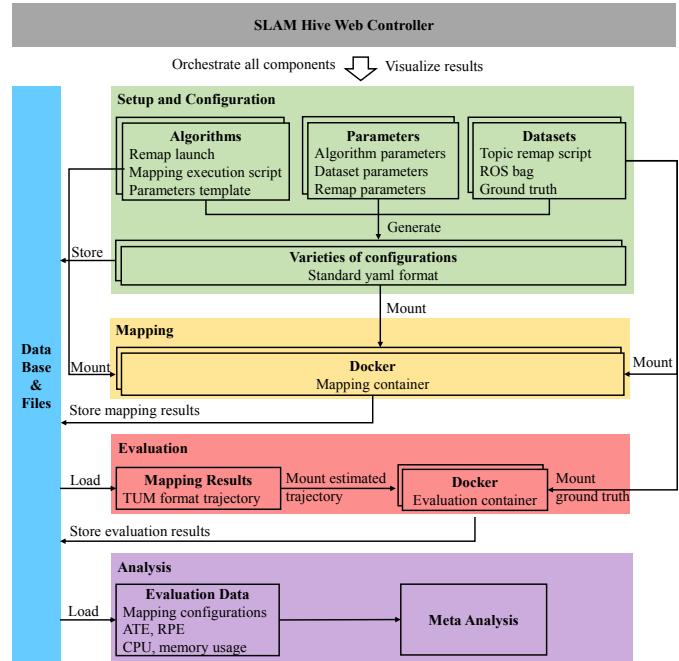 SLAM Hive Web Controller
Orchestrate all components
Visualize results
Setup and Configuration
Algorithms
Remap launch
Mapping execution script
Parameters template
Parameters
Algorithm parameters
Dataset parameters
Remap parameters
Datasets
Topic remap script
ROS bag
Ground truth
Generate
Store
Varieties of configurations
Standard yaml format
Mount
Mapping
Data
Base
&
Files
Mount
Docker
Mapping container
Mount
Store mapping results
Evaluation
Load
Mapping Results
TUM format trajectory
Mount estimated
trajectory
Docker
Evaluation container
Mount
ground truth
Store evaluation results
Analysis
Load
Evaluation Data
Mapping configurations
ATE, RPE
CPU, memory usage
Meta Analysis